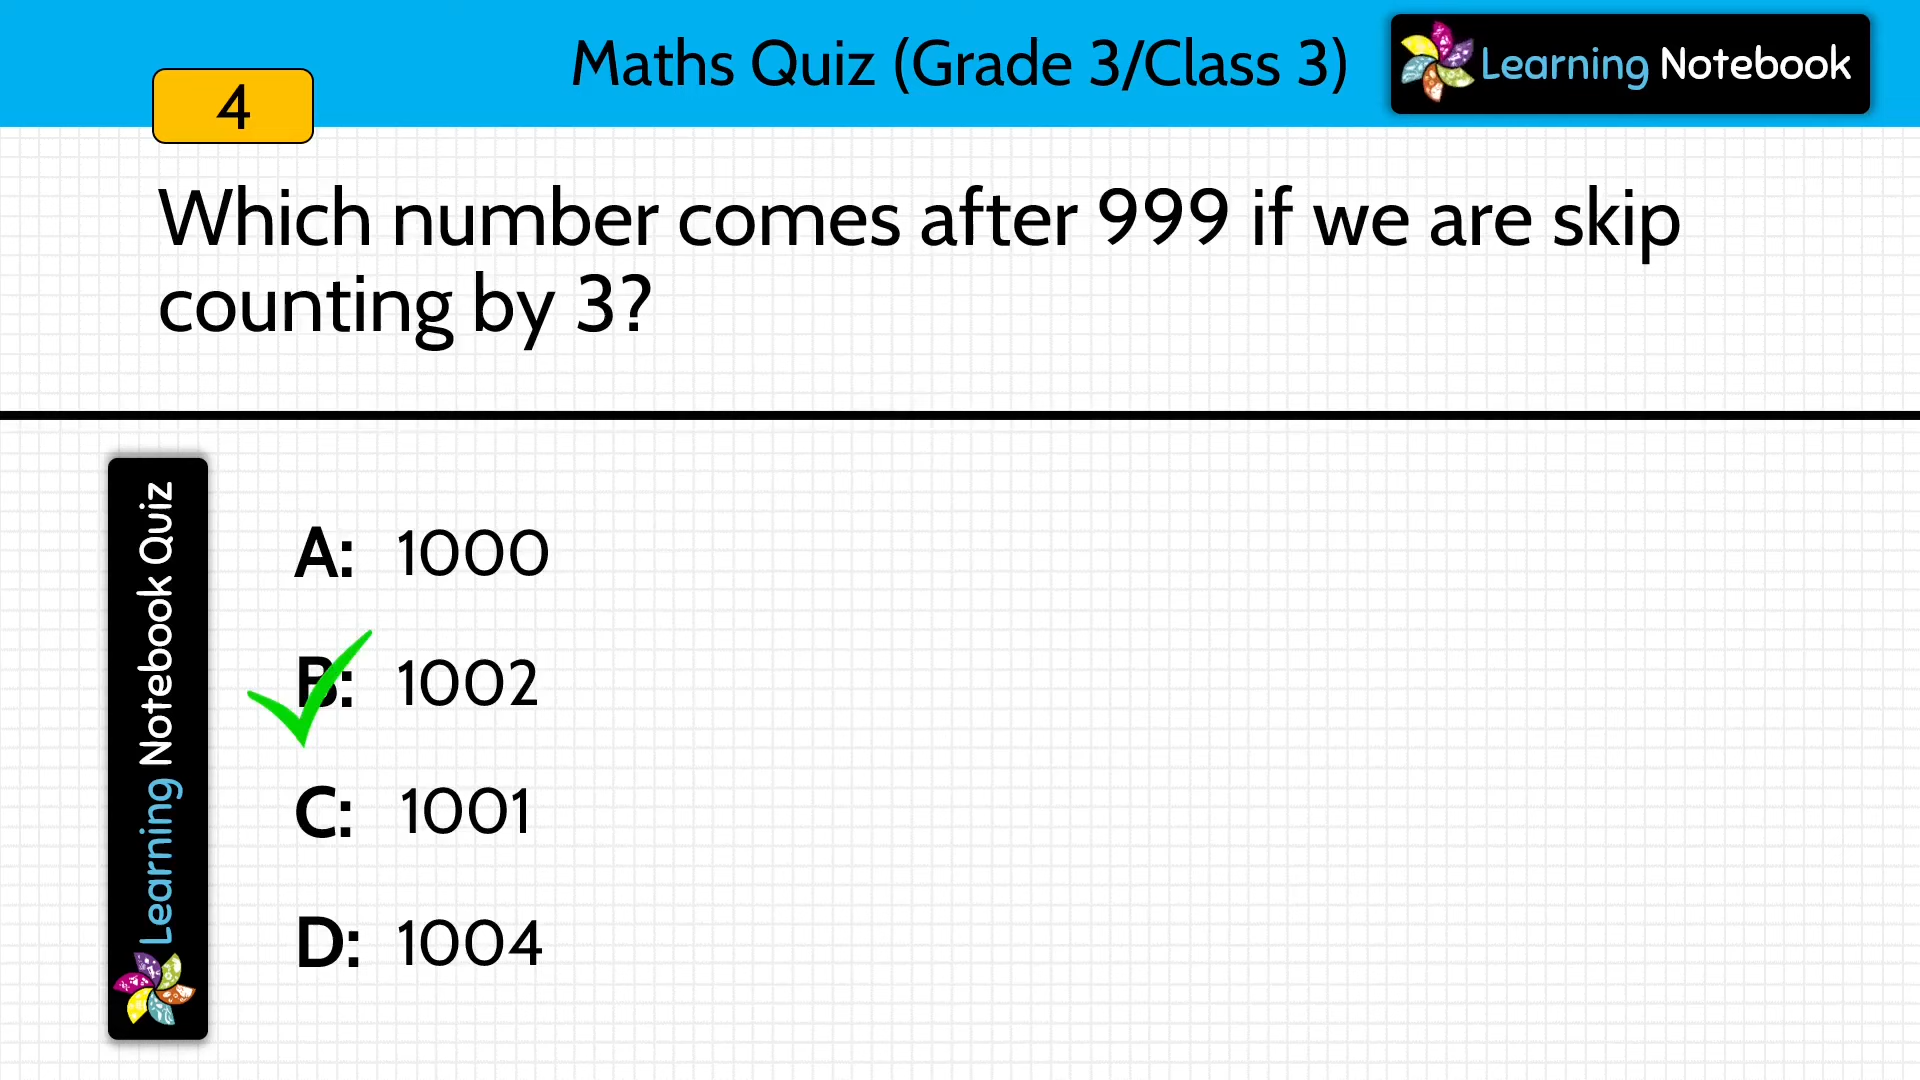 Maths Quiz (Grade 3/Class 3)
Learning Notebook
4
Which number comes after 999 if we are skip
counting by 3?
Learning Notebook Quiz
A: 1000
B: 1002
C: 1001
D: 1004